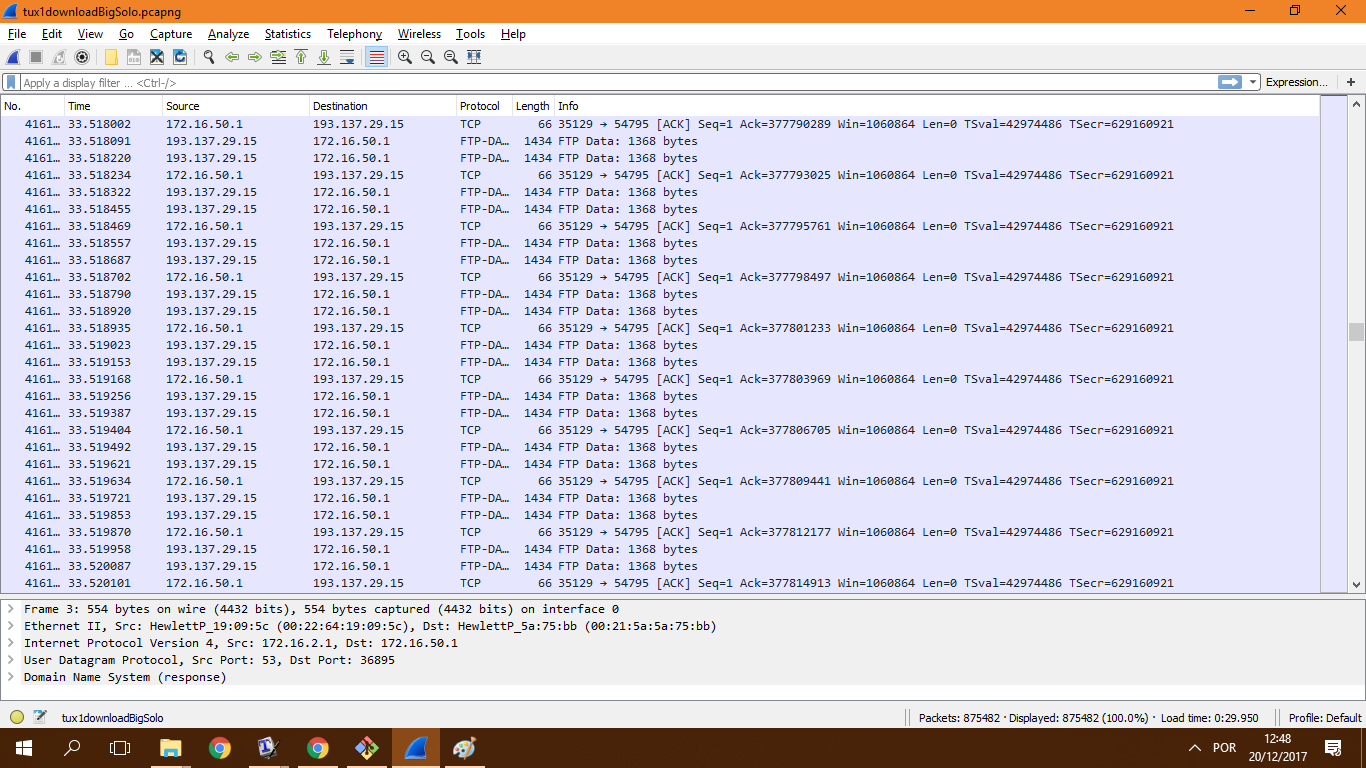 tux1downloadBigSolo.pcapng
File Edit View Go Capture Analyze Statistics Telephony Wireless Tools Help
Apply a display filter ... <Ctrl-/> Expression... +
No. Time Source Destination Protocol Length Info
4161… 33.518002 172.16.50.1 193.137.29.15 TCP 66 35129 → 54795 [ACK] Seq=1 Ack=377790289 Win=1060864 Len=0 TSval=42974486 TSecr=629160921
4161… 33.518091 193.137.29.15 172.16.50.1 FTP-DA… 1434 FTP Data: 1368 bytes
4161… 33.518220 193.137.29.15 172.16.50.1 FTP-DA… 1434 FTP Data: 1368 bytes
4161… 33.518234 172.16.50.1 193.137.29.15 TCP 66 35129 → 54795 [ACK] Seq=1 Ack=377793025 Win=1060864 Len=0 TSval=42974486 TSecr=629160921
4161… 33.518322 193.137.29.15 172.16.50.1 FTP-DA… 1434 FTP Data: 1368 bytes
4161… 33.518455 193.137.29.15 172.16.50.1 FTP-DA… 1434 FTP Data: 1368 bytes
4161… 33.518469 172.16.50.1 193.137.29.15 TCP 66 35129 → 54795 [ACK] Seq=1 Ack=377795761 Win=1060864 Len=0 TSval=42974486 TSecr=629160921
4161… 33.518557 193.137.29.15 172.16.50.1 FTP-DA… 1434 FTP Data: 1368 bytes
4161… 33.518687 193.137.29.15 172.16.50.1 FTP-DA… 1434 FTP Data: 1368 bytes
4161… 33.518702 172.16.50.1 193.137.29.15 TCP 66 35129 → 54795 [ACK] Seq=1 Ack=377798497 Win=1060864 Len=0 TSval=42974486 TSecr=629160921
4161… 33.518790 193.137.29.15 172.16.50.1 FTP-DA… 1434 FTP Data: 1368 bytes
4161… 33.518920 193.137.29.15 172.16.50.1 FTP-DA… 1434 FTP Data: 1368 bytes
4161… 33.518935 172.16.50.1 193.137.29.15 TCP 66 35129 → 54795 [ACK] Seq=1 Ack=377801233 Win=1060864 Len=0 TSval=42974486 TSecr=629160921
4161… 33.519023 193.137.29.15 172.16.50.1 FTP-DA… 1434 FTP Data: 1368 bytes
4161… 33.519153 193.137.29.15 172.16.50.1 FTP-DA… 1434 FTP Data: 1368 bytes
4161… 33.519168 172.16.50.1 193.137.29.15 TCP 66 35129 → 54795 [ACK] Seq=1 Ack=377803969 Win=1060864 Len=0 TSval=42974486 TSecr=629160921
4161… 33.519256 193.137.29.15 172.16.50.1 FTP-DA… 1434 FTP Data: 1368 bytes
4161… 33.519387 193.137.29.15 172.16.50.1 FTP-DA… 1434 FTP Data: 1368 bytes
4161… 33.519404 172.16.50.1 193.137.29.15 TCP 66 35129 → 54795 [ACK] Seq=1 Ack=377806705 Win=1060864 Len=0 TSval=42974486 TSecr=629160921
4161… 33.519492 193.137.29.15 172.16.50.1 FTP-DA… 1434 FTP Data: 1368 bytes
4161… 33.519621 193.137.29.15 172.16.50.1 FTP-DA… 1434 FTP Data: 1368 bytes
4161… 33.519634 172.16.50.1 193.137.29.15 TCP 66 35129 → 54795 [ACK] Seq=1 Ack=377809441 Win=1060864 Len=0 TSval=42974486 TSecr=629160921
4161… 33.519721 193.137.29.15 172.16.50.1 FTP-DA… 1434 FTP Data: 1368 bytes
4161… 33.519853 193.137.29.15 172.16.50.1 FTP-DA… 1434 FTP Data: 1368 bytes
4161… 33.519870 172.16.50.1 193.137.29.15 TCP 66 35129 → 54795 [ACK] Seq=1 Ack=377812177 Win=1060864 Len=0 TSval=42974486 TSecr=629160921
4161… 33.519958 193.137.29.15 172.16.50.1 FTP-DA… 1434 FTP Data: 1368 bytes
4161… 33.520087 193.137.29.15 172.16.50.1 FTP-DA… 1434 FTP Data: 1368 bytes
4161… 33.520101 172.16.50.1 193.137.29.15 TCP 66 35129 → 54795 [ACK] Seq=1 Ack=377814913 Win=1060864 Len=0 TSval=42974486 TSecr=629160921
Frame 3: 554 bytes on wire (4432 bits), 554 bytes captured (4432 bits) on interface 0
Ethernet II, Src: HewlettP_19:09:5c (00:22:64:19:09:5c), Dst: HewlettP_5a:75:bb (00:21:5a:5a:75:bb)
Internet Protocol Version 4, Src: 172.16.2.1, Dst: 172.16.50.1
User Datagram Protocol, Src Port: 53, Dst Port: 36895
Domain Name System (response)
tux1downloadBigSolo Packets: 875482 · Displayed: 875482 (100.0%) · Load time: 0:29.950 Profile: Default
POR 12:48
20/12/2017